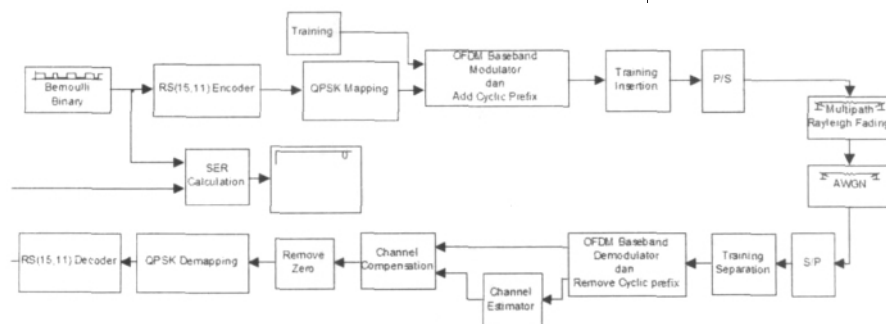 Training
Bernoulli
Binary
RS(15,11) Encoder
QPSK Mapping
OFDM Baseband
Modulator
dan
Add Cyclic Prefix
Training
Insertion
P/S
Multipath
Rayleigh Fading
SER
Calculation
AWGN
RS(15,11) Decoder
QPSK Demapping
Remove
Zero
Channel
Compensation
Channel
Estimator
OFDM Baseband
Demodulator
dan
Remove Cyclic prefix
Training
Separation
S/P